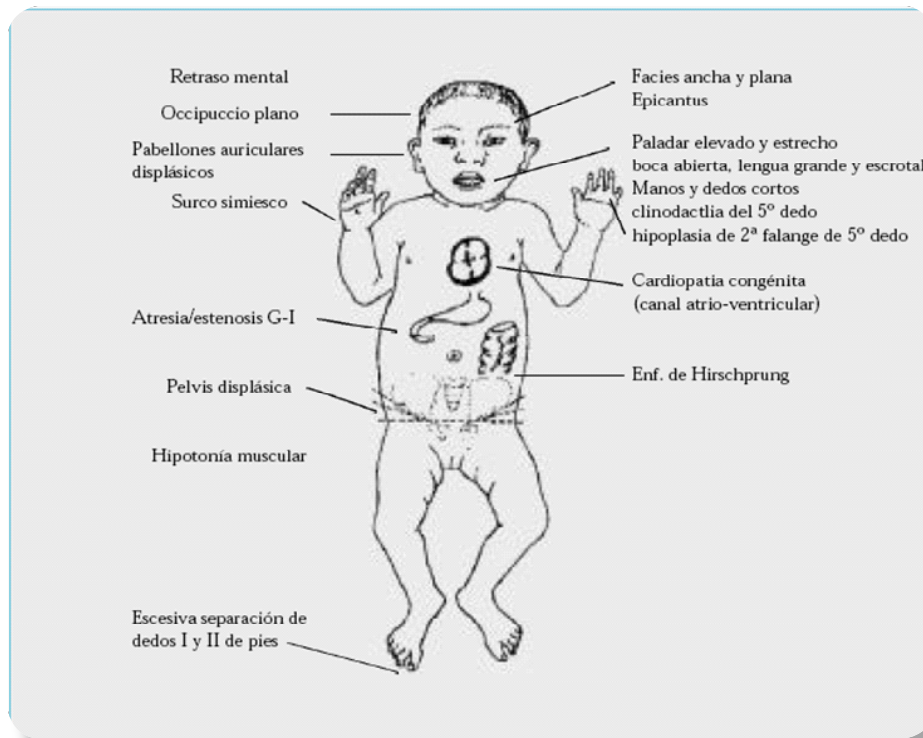 Retraso mental
Occipuccio plano
Pabellones auriculares
displásicos
Surco simiesco
Atresia/estenosis G-I
Pelvis displásica
Hipotonía muscular
Escesiva separación de
dedos I y II de pies
Facies ancha y plana
Epicantus
Paladar elevado y estrecho
boca abierta, lengua grande y escrotal
Manos y dedos cortos
clinodactlia del 5º dedo
hipoplasia de 2ª falange de 5º dedo
Cardiopatia congénita
(canal atrio-ventricular)
Enf. de Hirschprung